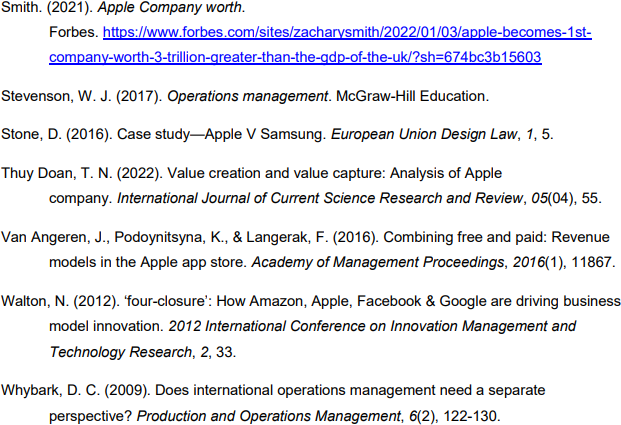 Smith. (2021). Apple Company worth.
Forbes. https://www.forbes.com/sites/zacharysmith/2022/01/03/apple-becomes-1st-
company-worth-3-trillion-greater-than-the-gdp-of-the-uk/?sh=674bc3b15603
Stevenson, W. J. (2017). Operations management. McGraw-Hill Education.
Stone, D. (2016). Case study—Apple V Samsung. European Union Design Law, 1, 5.
Thuy Doan, T. N. (2022). Value creation and value capture: Analysis of Apple
company. International Journal of Current Science Research and Review, 05(04), 55.
Van Angeren, J., Podoynitsyna, K., & Langerak, F. (2016). Combining free and paid: Revenue
models in the Apple app store. Academy of Management Proceedings, 2016(1), 11867.
Walton, N. (2012). ‘four-closure’: How Amazon, Apple, Facebook & Google are driving business
model innovation. 2012 International Conference on Innovation Management and
Technology Research, 2, 33.
Whybark, D. C. (2009). Does international operations management need a separate
perspective? Production and Operations Management, 6(2), 122-130.